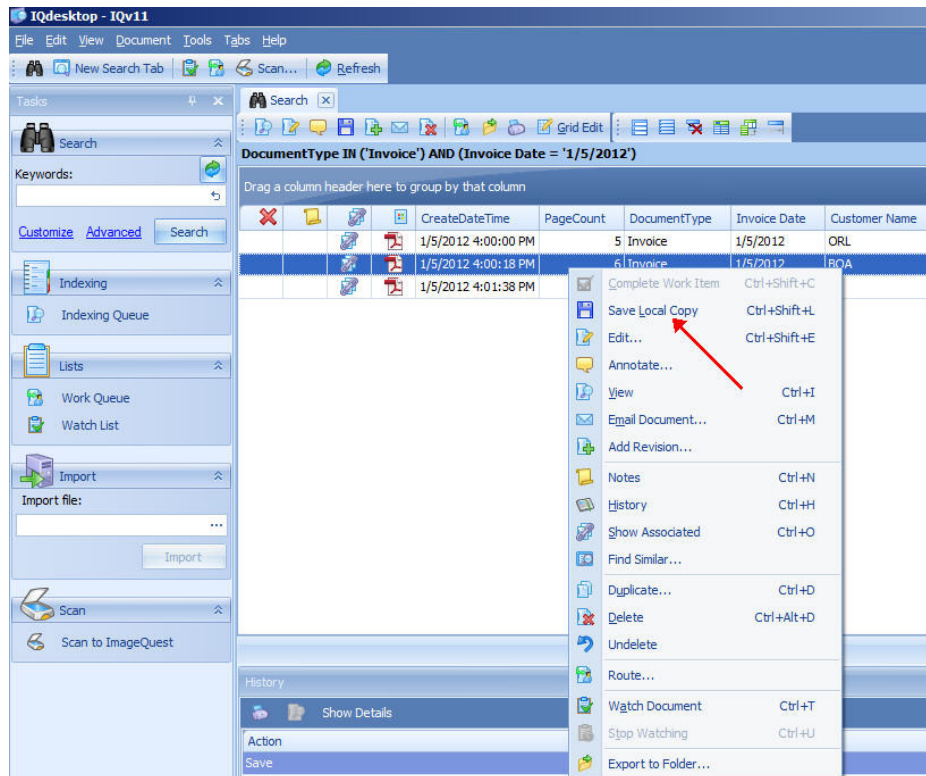 IQdesktop - IQv11
File Edit View Document Tools Tabs Help
New Search Tab Scan... Refresh
Tasks
Search
Keywords:
Customize Advanced Search
Indexing
Indexing Queue
Lists
Work Queue
Watch List
Import
Import file:
...
Import
Scan
Scan to ImageQuest
Search
Grid Edit
DocumentType IN ('Invoice') AND (Invoice Date = '1/5/2012')
Drag a column header here to group by that column
CreateDateTime PageCount DocumentType Invoice Date Customer Name
1/5/2012 4:00:00 PM 5 Invoice 1/5/2012 ORL
1/5/2012 4:00:18 PM 6 Invoice 1/5/2012 BOA
1/5/2012 4:01:38 PM
Complete Work Item Ctrl+Shift+C
Save Local Copy Ctrl+Shift+L
Edit... Ctrl+Shift+E
Annotate...
View Ctrl+I
Email Document... Ctrl+M
Add Revision...
Notes Ctrl+N
History Ctrl+H
Show Associated Ctrl+O
Find Similar...
Duplicate... Ctrl+D
Delete Ctrl+Alt+D
Undelete
Route...
Watch Document Ctrl+T
Stop Watching Ctrl+U
Export to Folder...
History
Show Details
Action
Save